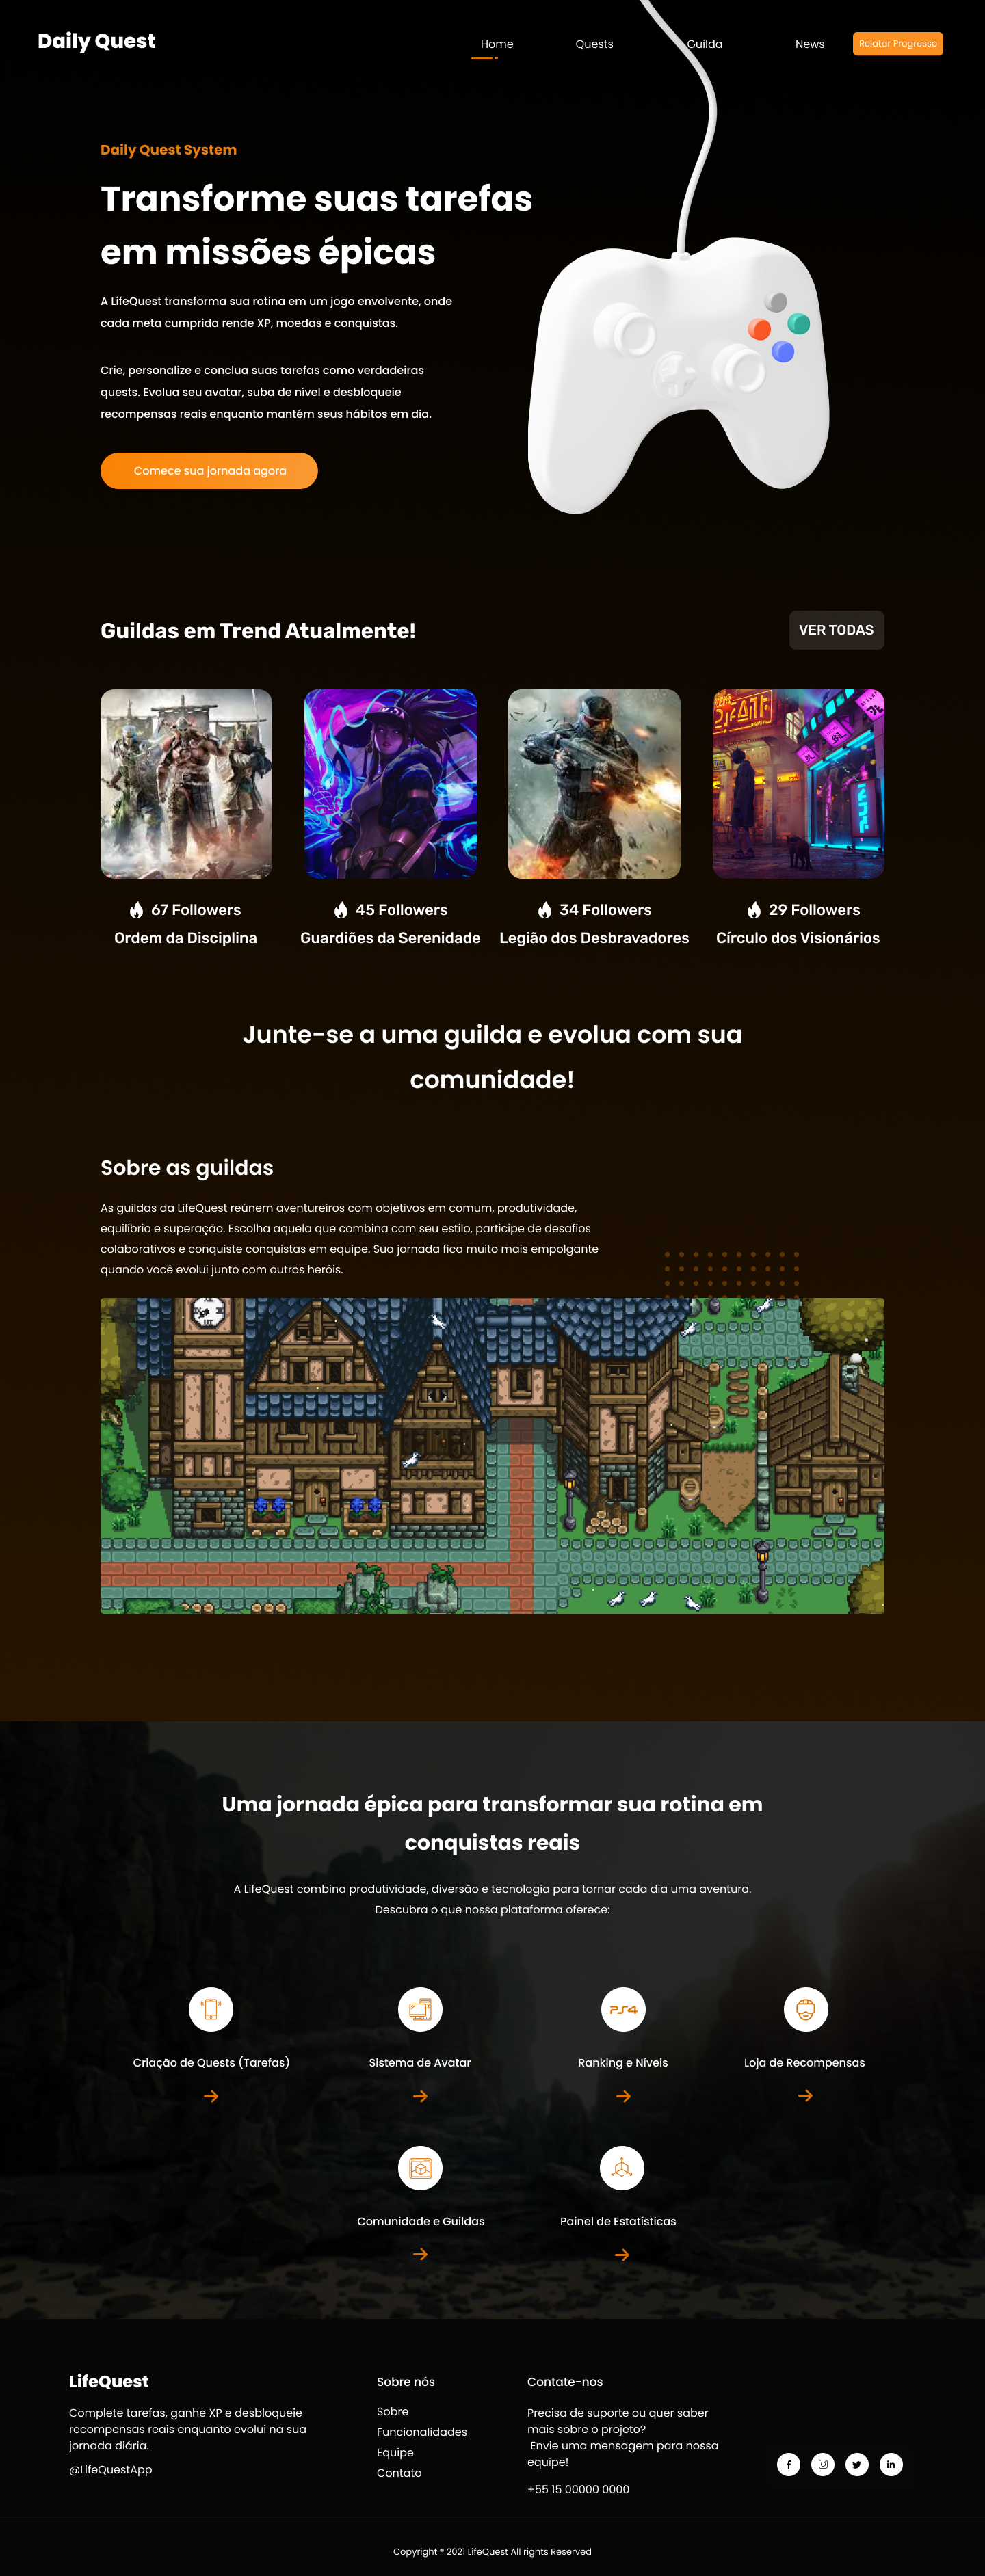 Daily Quest
Home
Quests
Guilda
News
Relatar Progresso
Daily Quest System
Transforme suas tarefas
em missões épicas
A LifeQuest transforma sua rotina em um jogo envolvente, onde
cada meta cumprida rende XP, moedas e conquistas.
Crie, personalize e conclua suas tarefas como verdadeiras
quests. Evolua seu avatar, suba de nível e desbloqueie
recompensas reais enquanto mantém seus hábitos em dia.
Comece sua jornada agora
Guildas em Trend Atualmente!
VER TODAS
67 Followers
45 Followers
34 Followers
29 Followers
Ordem da Disciplina
Guardiões da Serenidade
Legião dos Desbravadores
Círculo dos Visionários
Junte-se a uma guilda e evolua com sua
comunidade!
Sobre as guildas
As guildas da LifeQuest reúnem aventureiros com objetivos em comum, produtividade,
equilíbrio e superação. Escolha aquela que combina com seu estilo, participe de desafios
colaborativos e conquiste conquistas em equipe. Sua jornada fica muito mais empolgante
quando você evolui junto com outros heróis.
Uma jornada épica para transformar sua rotina em
conquistas reais
A LifeQuest combina produtividade, diversão e tecnologia para tornar cada dia uma aventura.
Descubra o que nossa plataforma oferece:
PS4
Criação de Quests (Tarefas)
Sistema de Avatar
Ranking e Níveis
Loja de Recompensas
Comunidade e Guildas
Painel de Estatísticas
LifeQuest
Complete tarefas, ganhe XP e desbloqueie
recompensas reais enquanto evolui na sua
jornada diária.
@LifeQuestApp
Sobre nós
Sobre
Funcionalidades
Equipe
Contato
Contate-nos
Precisa de suporte ou quer saber
mais sobre o projeto?
Envie uma mensagem para nossa
equipe!
+55 15 00000 0000
Copyright ® 2021 LifeQuest All rights Reserved